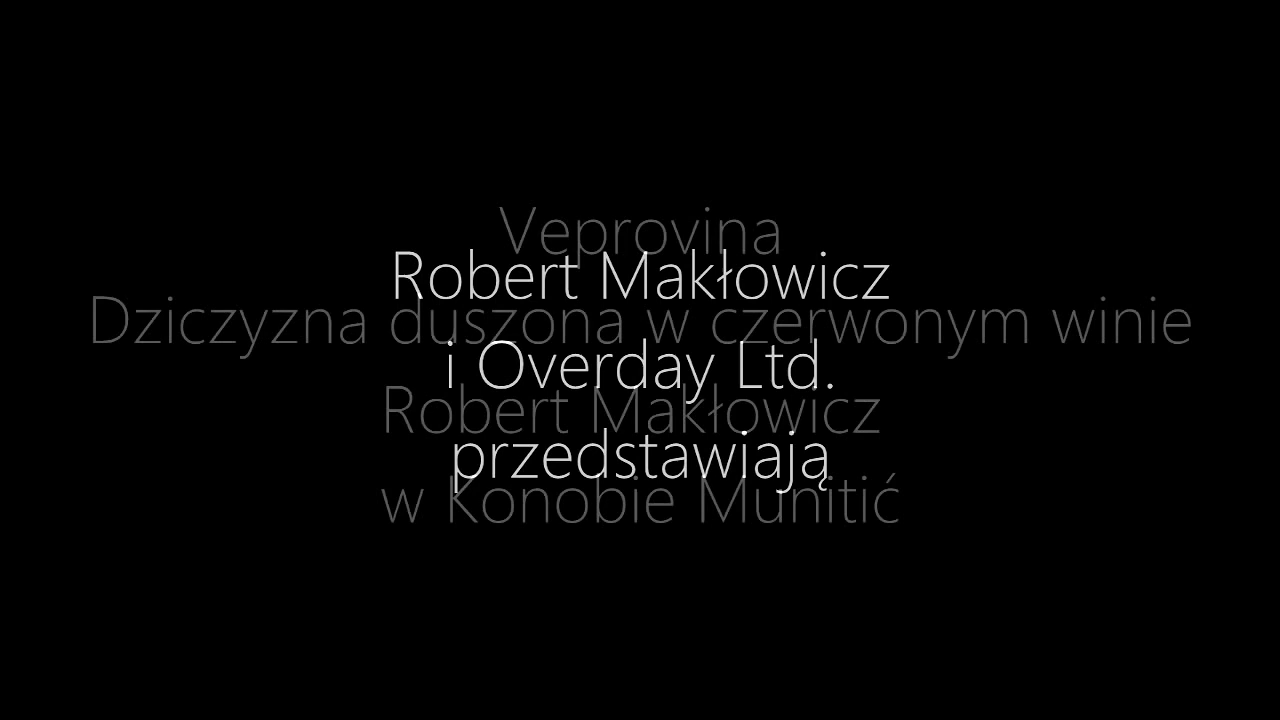 Veprovina
Robert Makłowicz
Dziczyzna duszona w czerwonym winie
i Overday Ltd.
Robert Makłowicz
przedstawiają
w Konobie Munitić